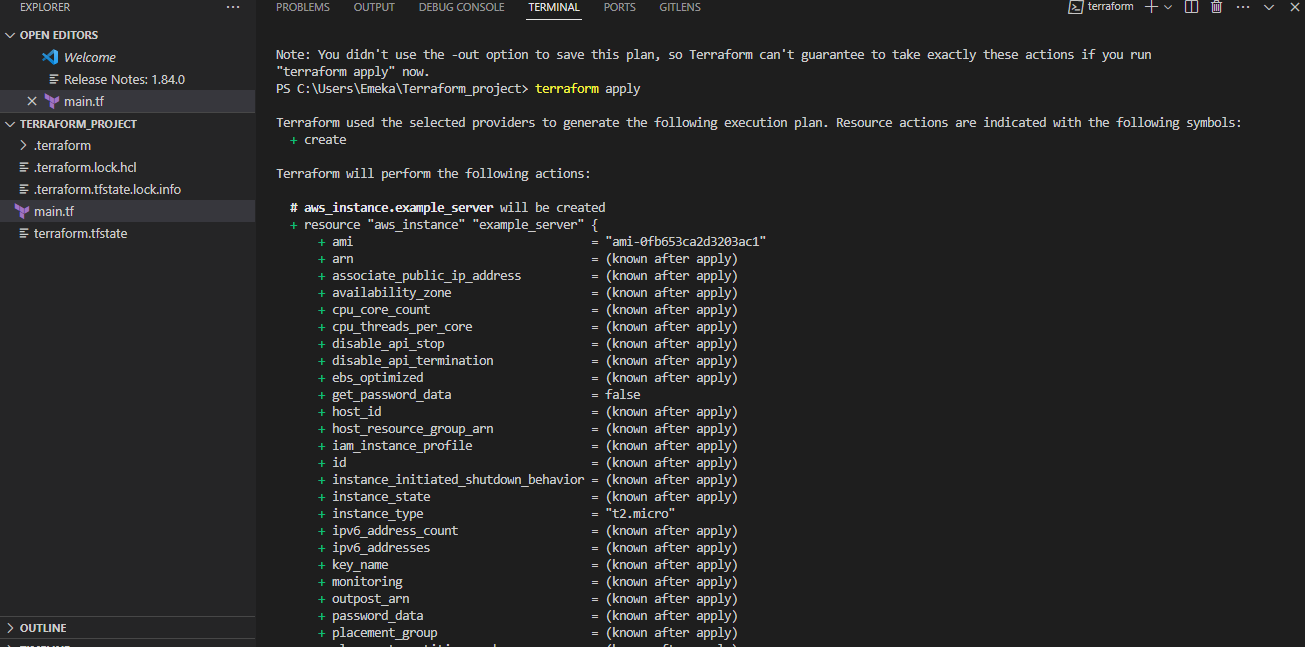 EXPLORER
OPEN EDITORS
Welcome
Release Notes: 1.84.0
main.tf
TERRAFORM_PROJECT
.terraform
.terraform.lock.hcl
.terraform.tfstate.lock.info
main.tf
terraform.tfstate
OUTLINE
TIMELINE
PROBLEMS OUTPUT DEBUG CONSOLE TERMINAL PORTS GITLENS
terraform
Note: You didn't use the -out option to save this plan, so Terraform can't guarantee to take exactly these actions if you run
"terraform apply" now.
PS C:\Users\Emeka\Terraform_project> terraform apply
Terraform used the selected providers to generate the following execution plan. Resource actions are indicated with the following symbols:
+ create
Terraform will perform the following actions:
# aws_instance.example_server will be created
+ resource "aws_instance" "example_server" {
+ ami = "ami-0fb653ca2d3203ac1"
+ arn = (known after apply)
+ associate_public_ip_address = (known after apply)
+ availability_zone = (known after apply)
+ cpu_core_count = (known after apply)
+ cpu_threads_per_core = (known after apply)
+ disable_api_stop = (known after apply)
+ disable_api_termination = (known after apply)
+ ebs_optimized = (known after apply)
+ get_password_data = false
+ host_id = (known after apply)
+ host_resource_group_arn = (known after apply)
+ iam_instance_profile = (known after apply)
+ id = (known after apply)
+ instance_initiated_shutdown_behavior = (known after apply)
+ instance_state = (known after apply)
+ instance_type = "t2.micro"
+ ipv6_address_count = (known after apply)
+ ipv6_addresses = (known after apply)
+ key_name = (known after apply)
+ monitoring = (known after apply)
+ outpost_arn = (known after apply)
+ password_data = (known after apply)
+ placement_group = (known after apply)